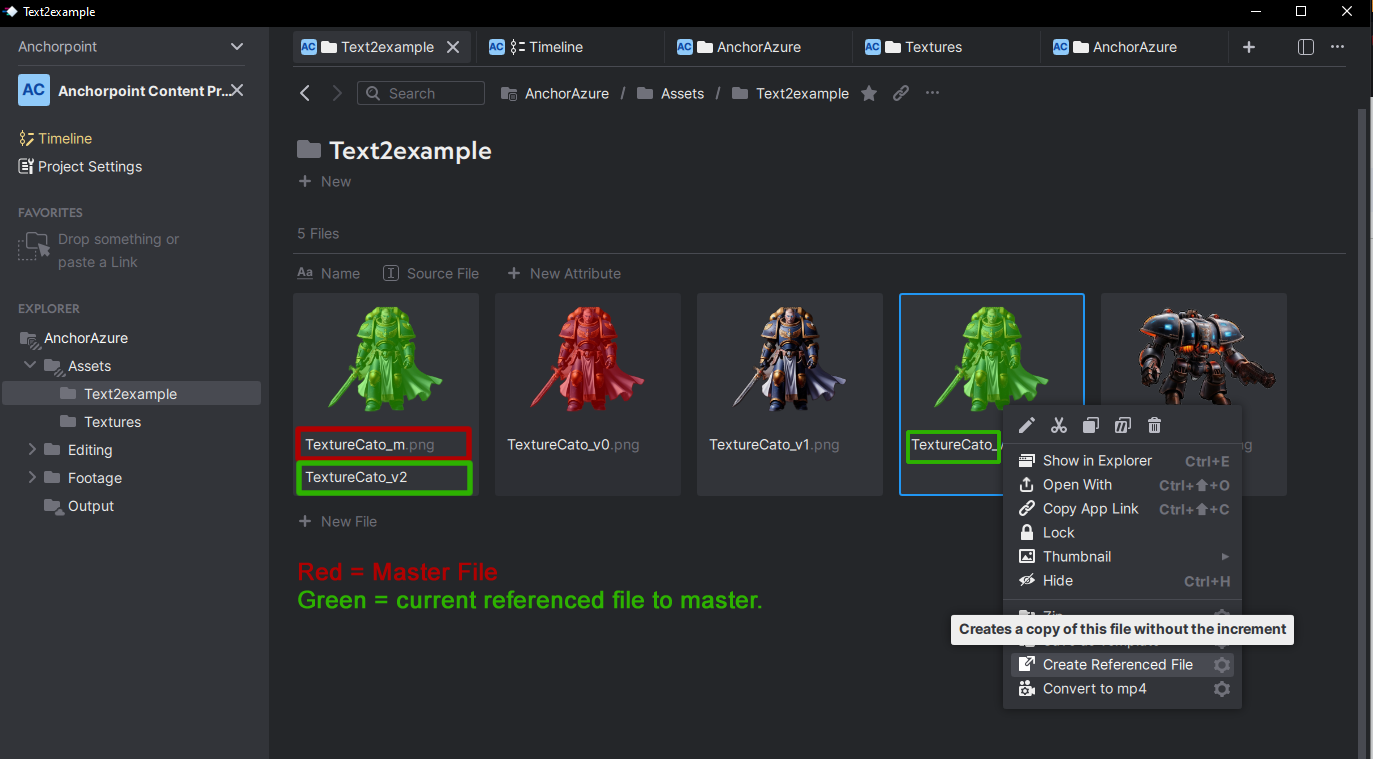 Text2example
Anchorpoint
AC Anchorpoint Content Pr...
Timeline
Project Settings
FAVORITES
Drop something or
paste a Link
EXPLORER
AnchorAzure
Assets
Text2example
Textures
Editing
Footage
Output
AC Text2example
AC Timeline
AC AnchorAzure
AC Textures
AC AnchorAzure
Search
AnchorAzure / Assets / Text2example
Text2example
New
5 Files
Aa Name
Source File
New Attribute
TextureCato_m.png
TextureCato_v2
TextureCato_v0.png
TextureCato_v1.png
TextureCato_
New File
Red = Master File
Green = current referenced file to master.
Show in Explorer Ctrl+E
Open With Ctrl+⬆+O
Copy App Link Ctrl+⬆+C
Lock
Thumbnail
Hide Ctrl+H
Zip
Creates a copy of this file without the increment
Create Referenced File
Convert to mp4